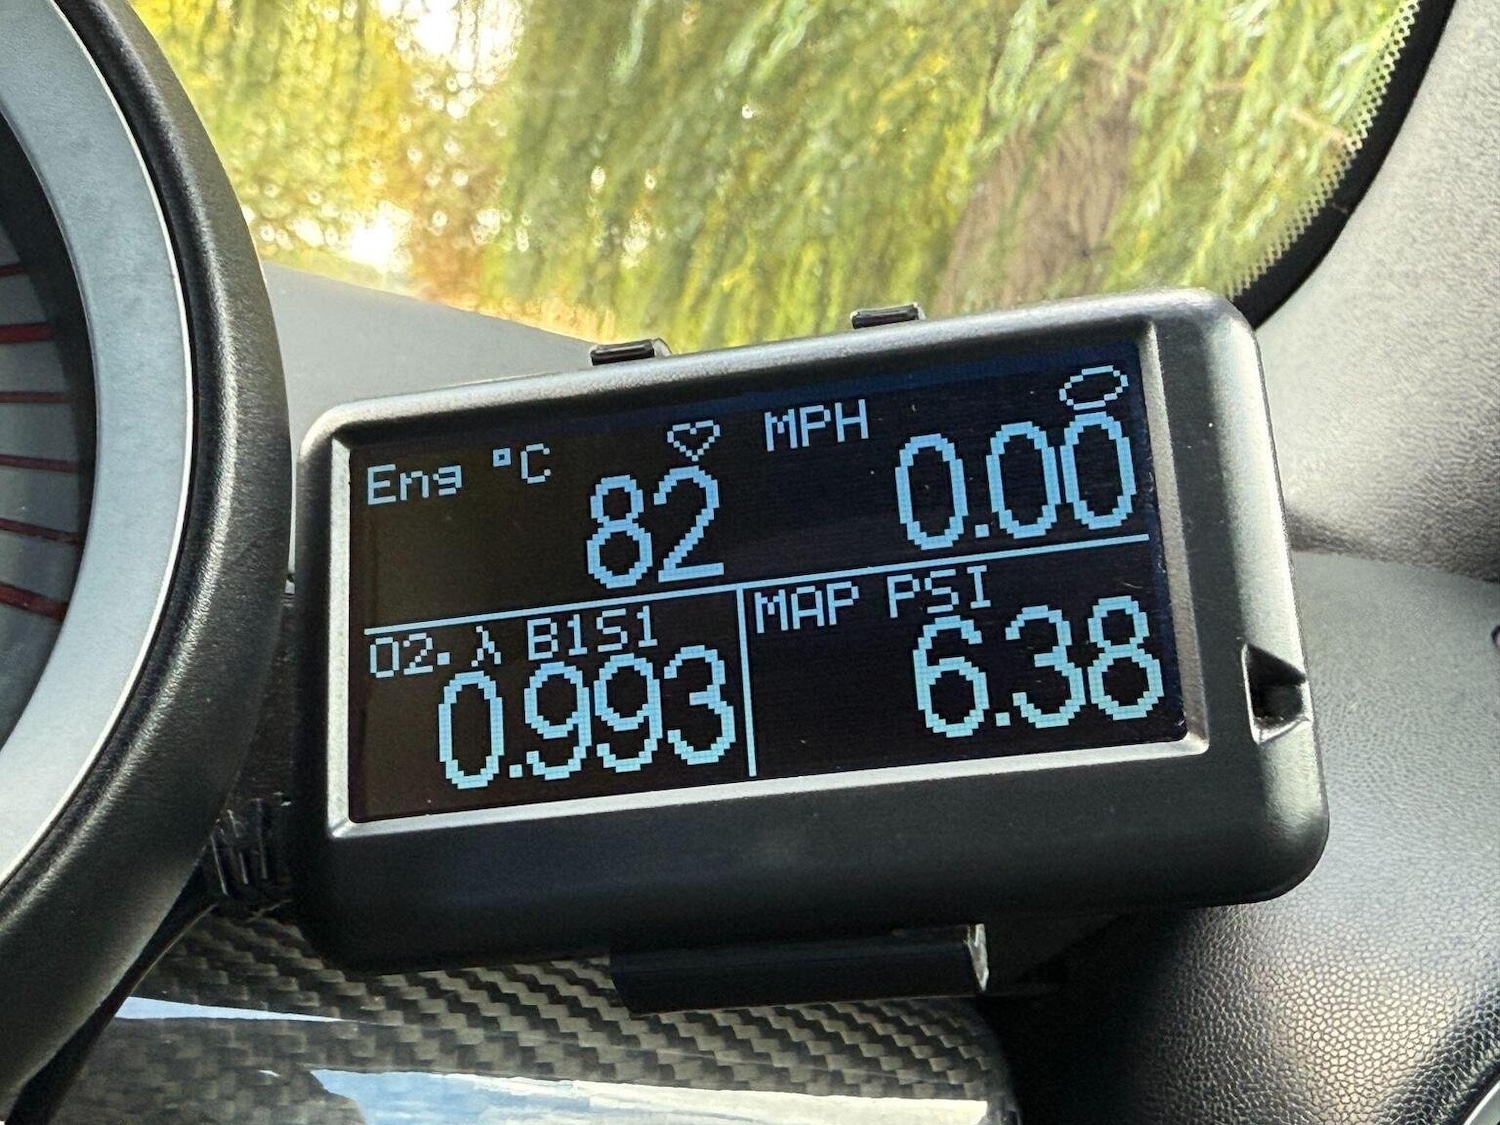 Eng °C
82
MPH
0.00
O2. λ B1S1
0.993
MAP PSI
6.38